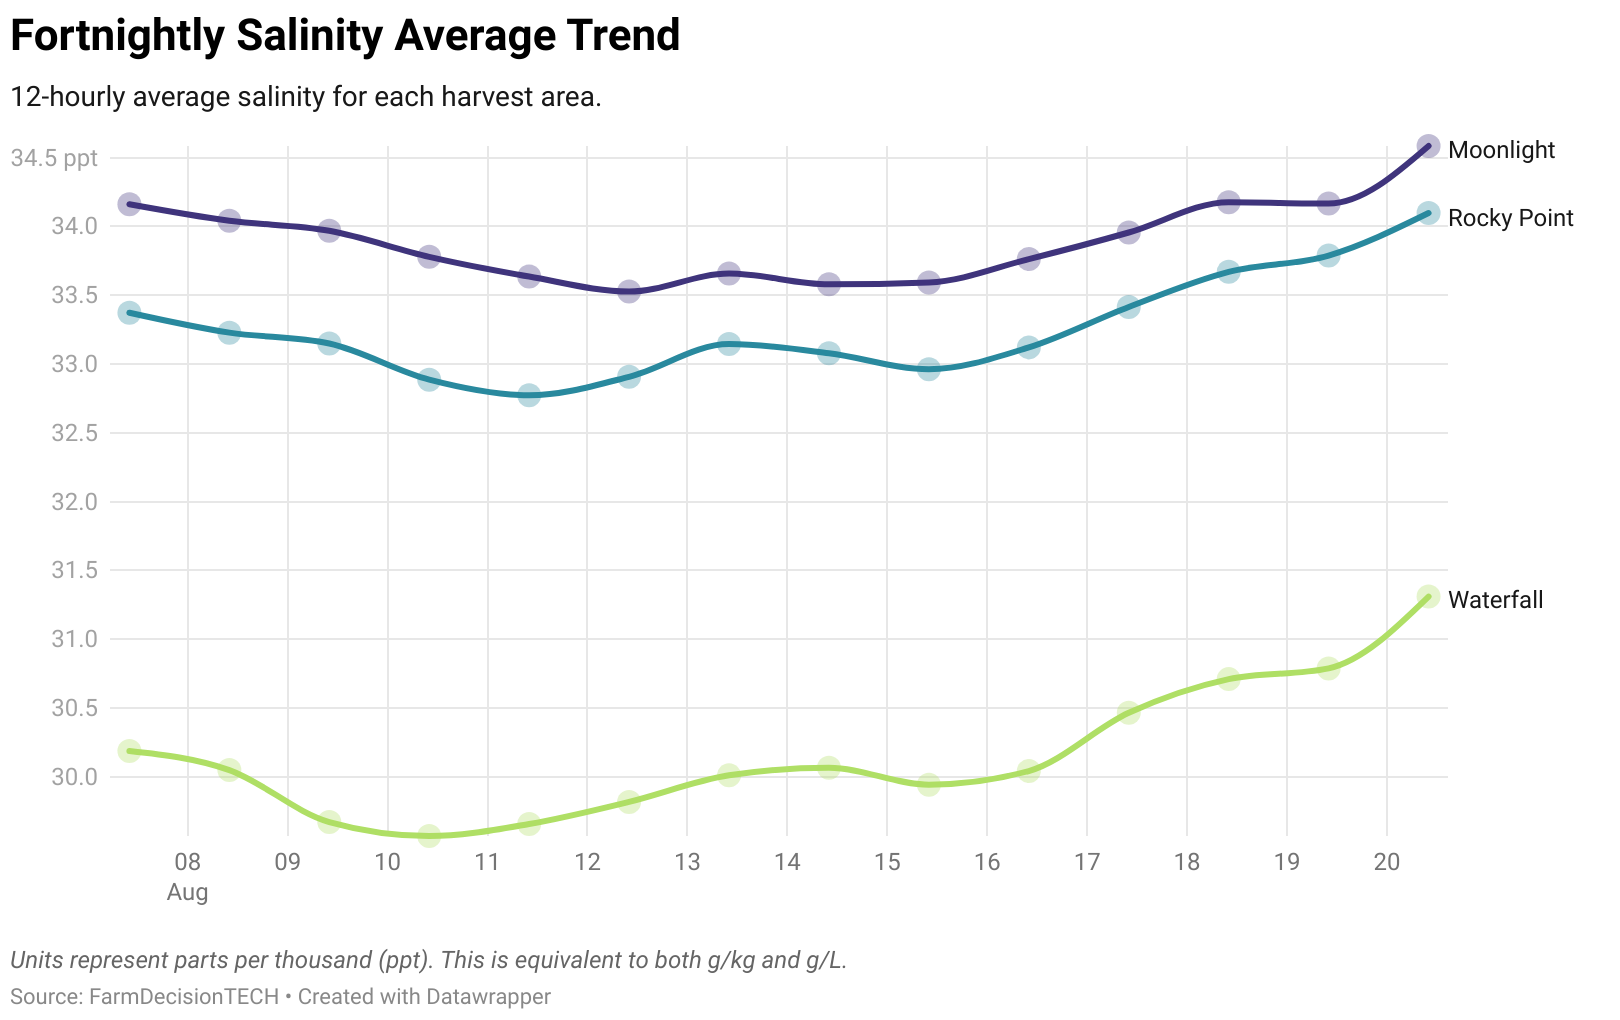 Fortnightly Salinity Average Trend
12-hourly average salinity for each harvest area.
34.5 ppt
34.0
33.5
33.0
32.5
32.0
31.5
31.0
30.5
30.0
Moonlight
Rocky Point
Waterfall
08 09 10 11 12 13 14 15 16 17 18 19 20
Aug
Units represent parts per thousand (ppt). This is equivalent to both g/kg and g/L.
Source: FarmDecisionTECH • Created with Datawrapper